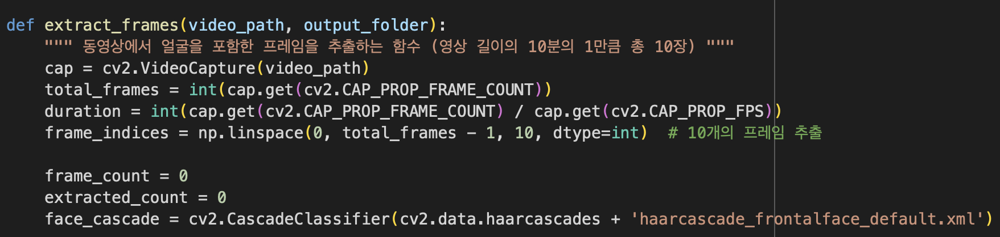 def extract_frames(video_path, output_folder):
    """ 동영상에서 얼굴을 포함한 프레임을 추출하는 함수 (영상 길이의 10분의 1만큼 총 10장) """
    cap = cv2.VideoCapture(video_path)
    total_frames = int(cap.get(cv2.CAP_PROP_FRAME_COUNT))
    duration = int(cap.get(cv2.CAP_PROP_FRAME_COUNT) / cap.get(cv2.CAP_PROP_FPS))
    frame_indices = np.linspace(0, total_frames - 1, 10, dtype=int)  # 10개의 프레임 추출
    frame_count = 0
    extracted_count = 0
    face_cascade = cv2.CascadeClassifier(cv2.data.haarcascades + 'haarcascade_frontalface_default.xml')